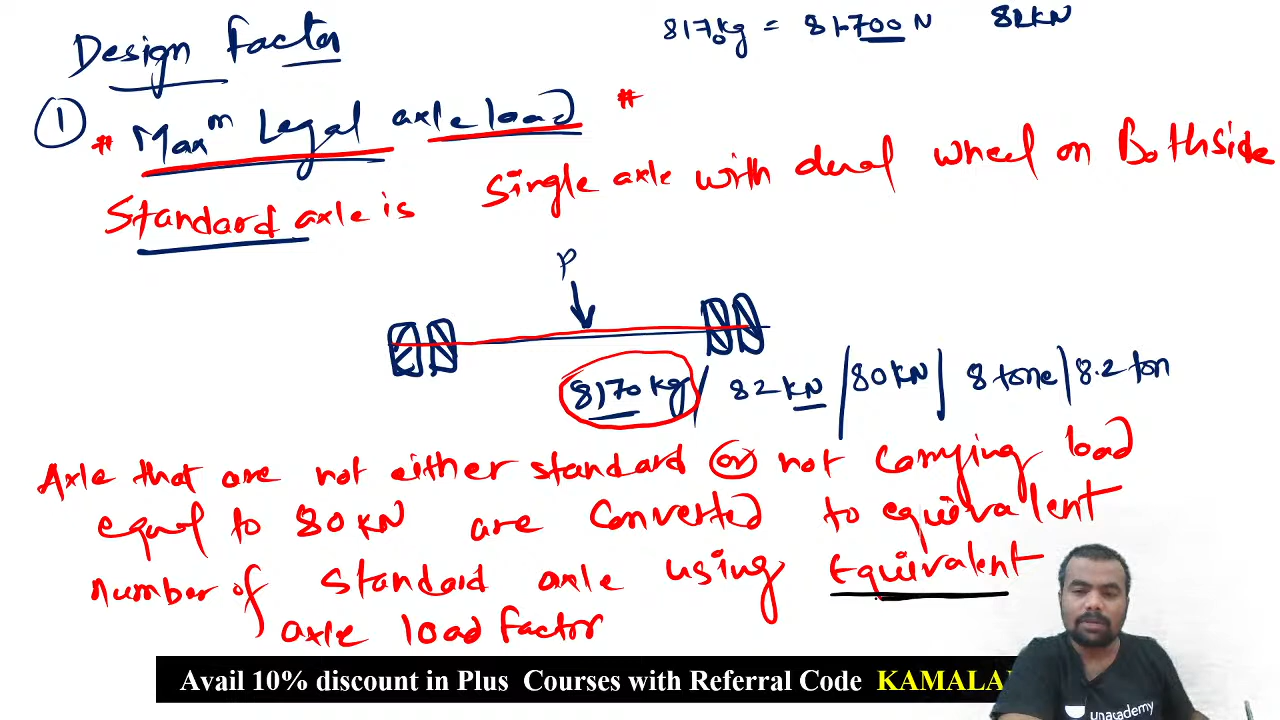 Design Factor
8170kg = 81700 N 82 kN
① * Maxm Legal axle load *
Standard axle is Single axle with dual wheel on Bothside
P
8170 kg / 82 kN / 80 kN / 8 tone / 8.2 ton
Axle that are not either standard or not carrying load
equal to 80 kN are converted to equivalent
number of standard axle using Equivalent
axle load factor
Avail 10% discount in Plus Courses with Referral Code
unacademy